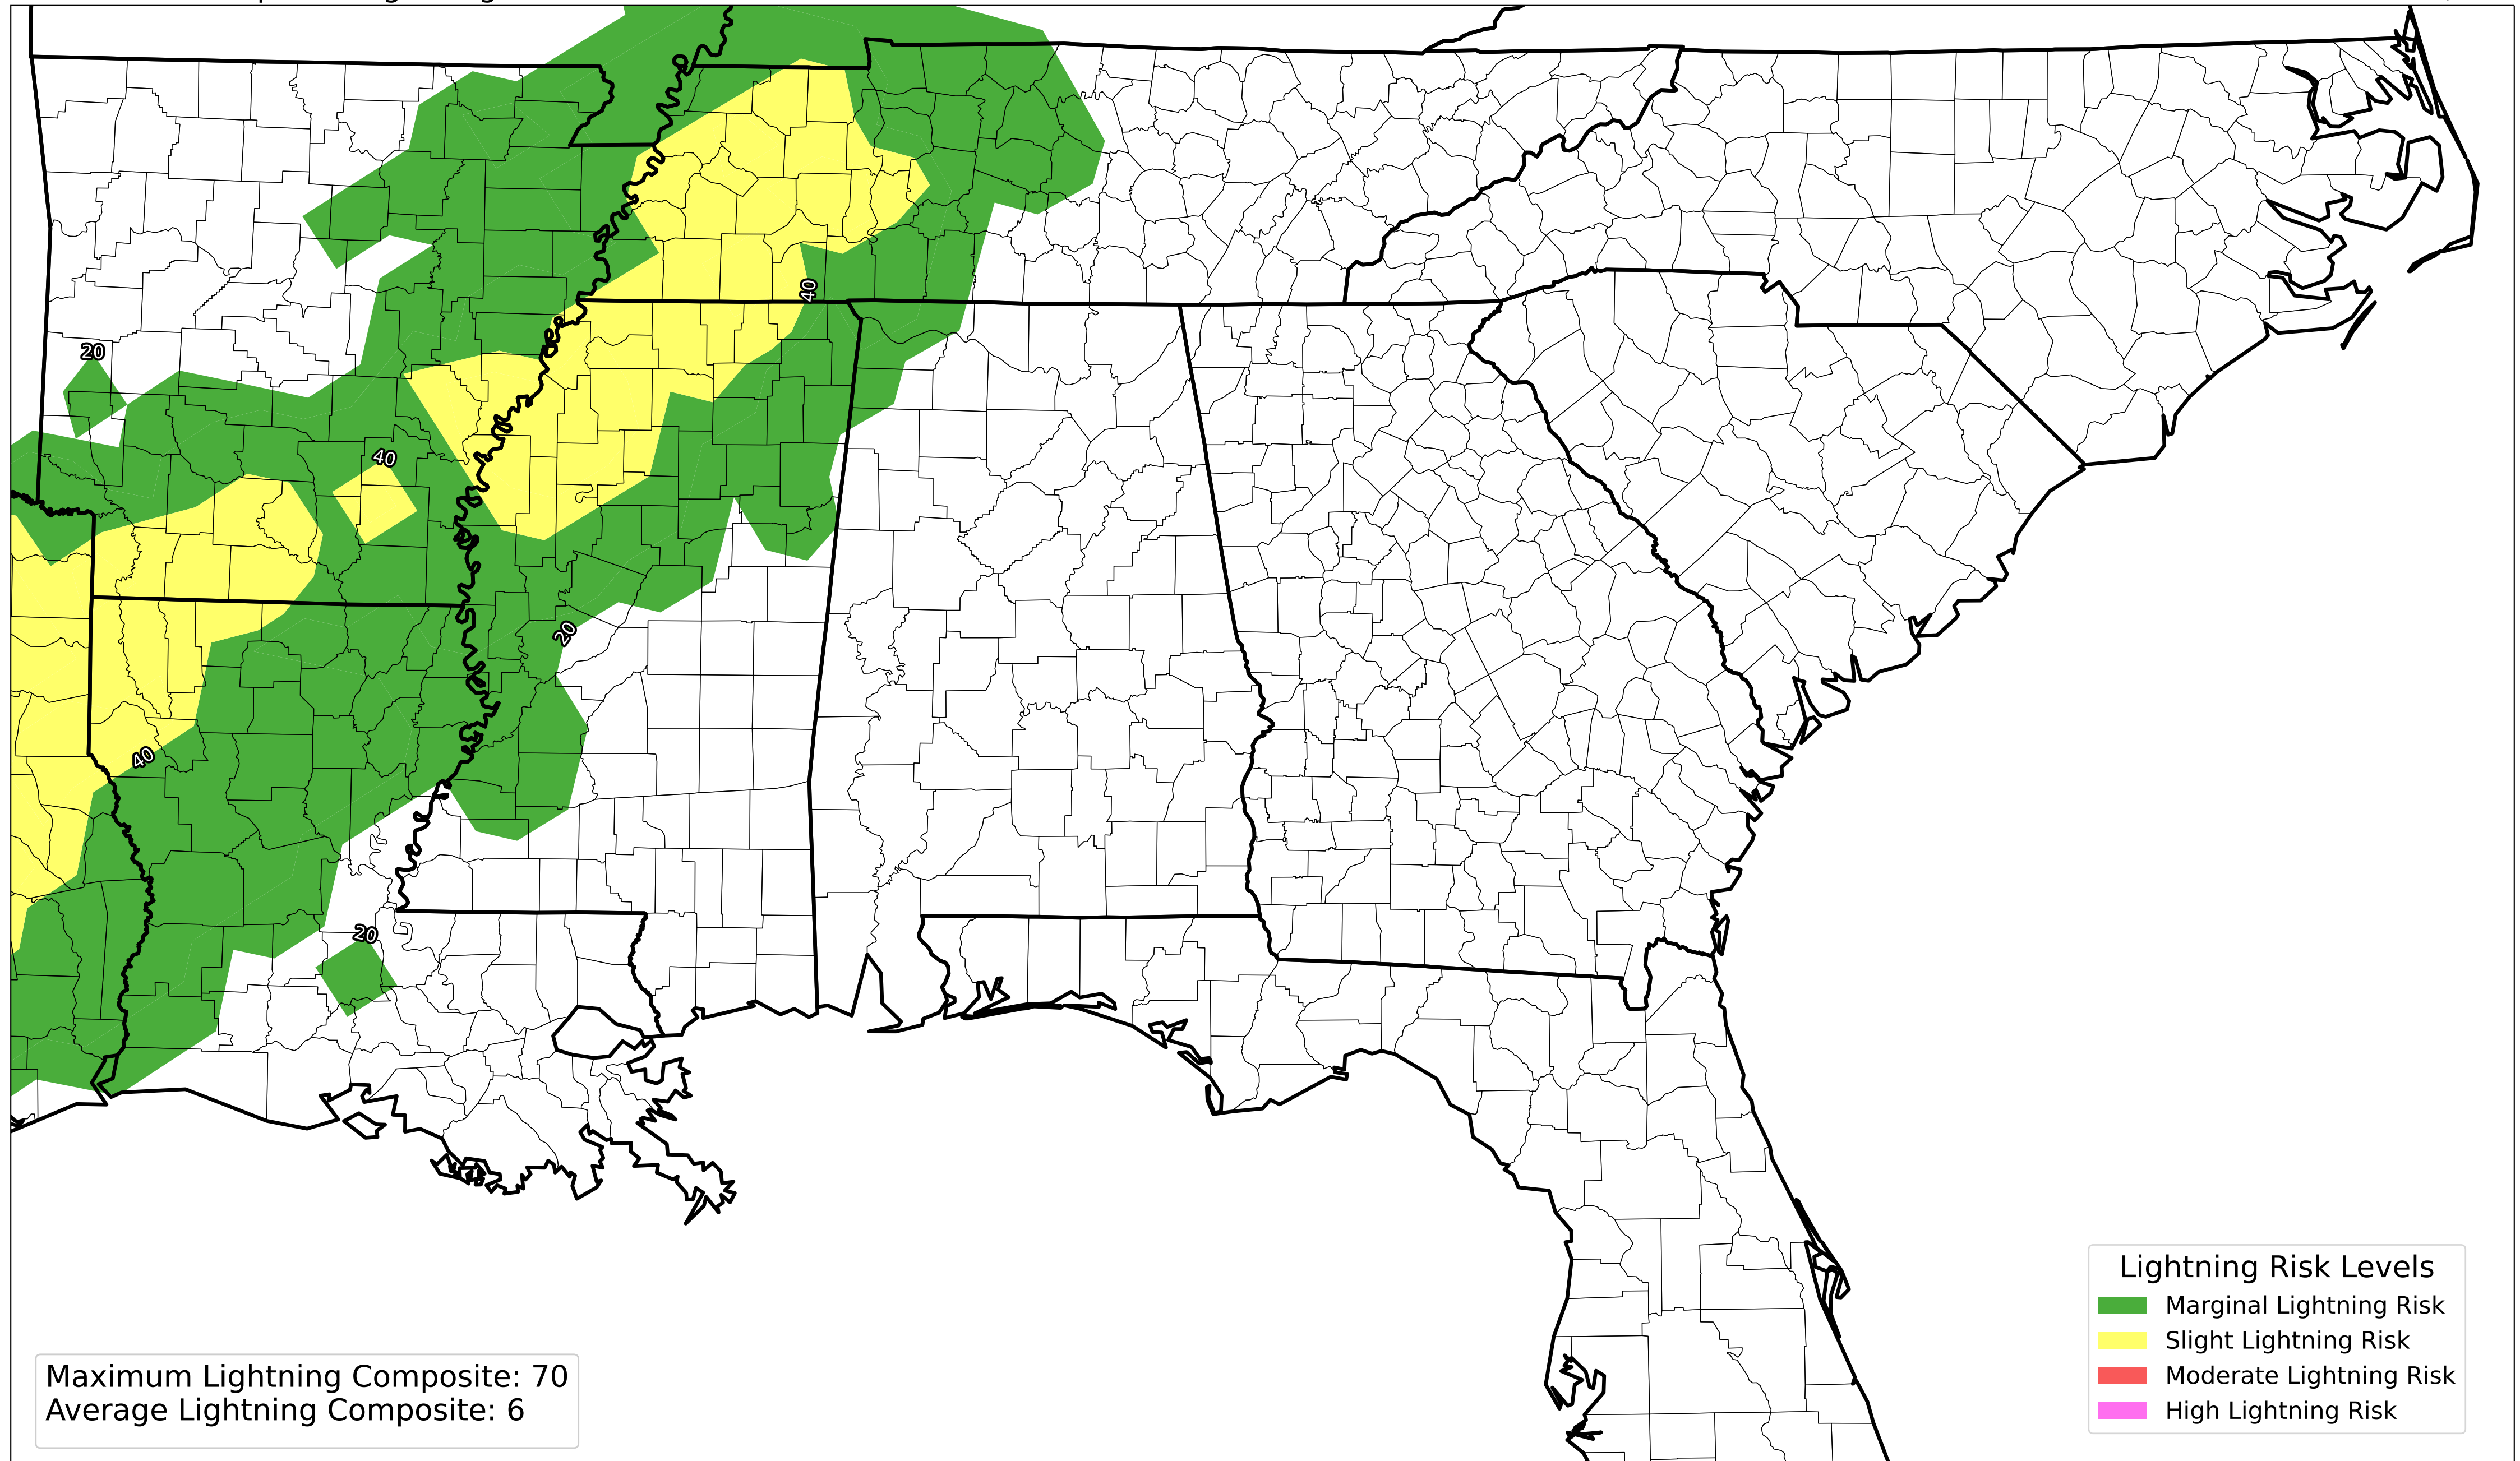 40
20
40
20
40
20
Lightning Risk Levels
Marginal Lightning Risk
Slight Lightning Risk
Moderate Lightning Risk
High Lightning Risk
Maximum Lightning Composite: 70
Average Lightning Composite: 6